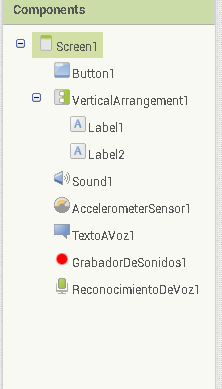 Components
Screen1
Button1
VerticalArrangement1
A Label1
A Label2
Sound1
AccelerometerSensor1
TextoAVoz1
GrabadorDeSonidos1
ReconocimientoDeVoz1